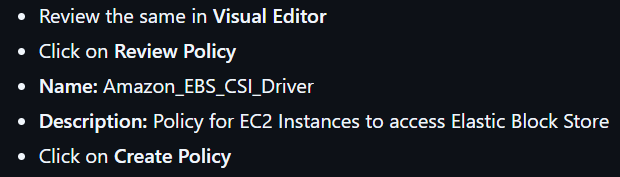 Review the same in Visual Editor
Click on Review Policy
Name: Amazon_EBS_CSI_Driver
Description: Policy for EC2 Instances to access Elastic Block Store
Click on Create Policy